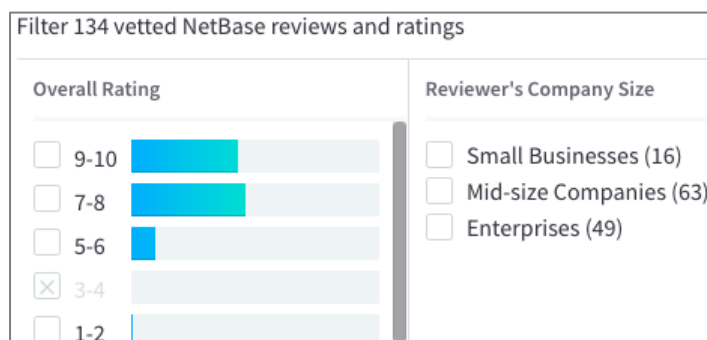 Filter 134 vetted NetBase reviews and ratings
Overall Rating
9-10
7-8
5-6
3-4
1-2
Reviewer's Company Size
Small Businesses (16)
Mid-size Companies (63)
Enterprises (49)